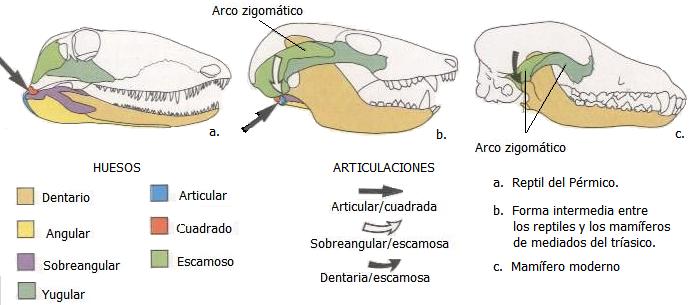 Arco zigomático
a.
b.
c.
Arco zigomático
HUESOS
Dentario
Angular
Sobreangular
Yugular
Articular
Cuadrado
Escamoso
ARTICULACIONES
Articular/cuadrada
Sobreangular/escamosa
Dentaria/escamosa
a. Reptil del Pérmico.
b. Forma intermedia entre
los reptiles y los mamíferos
de mediados del tríasico.
c. Mamífero moderno